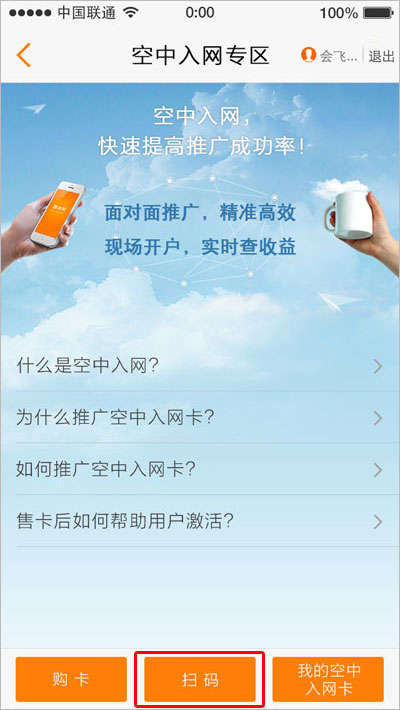 中国联通 0:00 100%
空中入网专区 会飞... 退出
空中入网，
快速提高推广成功率！
面对面推广，精准高效
现场开户，实时查收益
什么是空中入网？
为什么推广空中入网卡？
如何推广空中入网卡？
售卡后如何帮助用户激活？
购卡
扫码
我的空中
入网卡